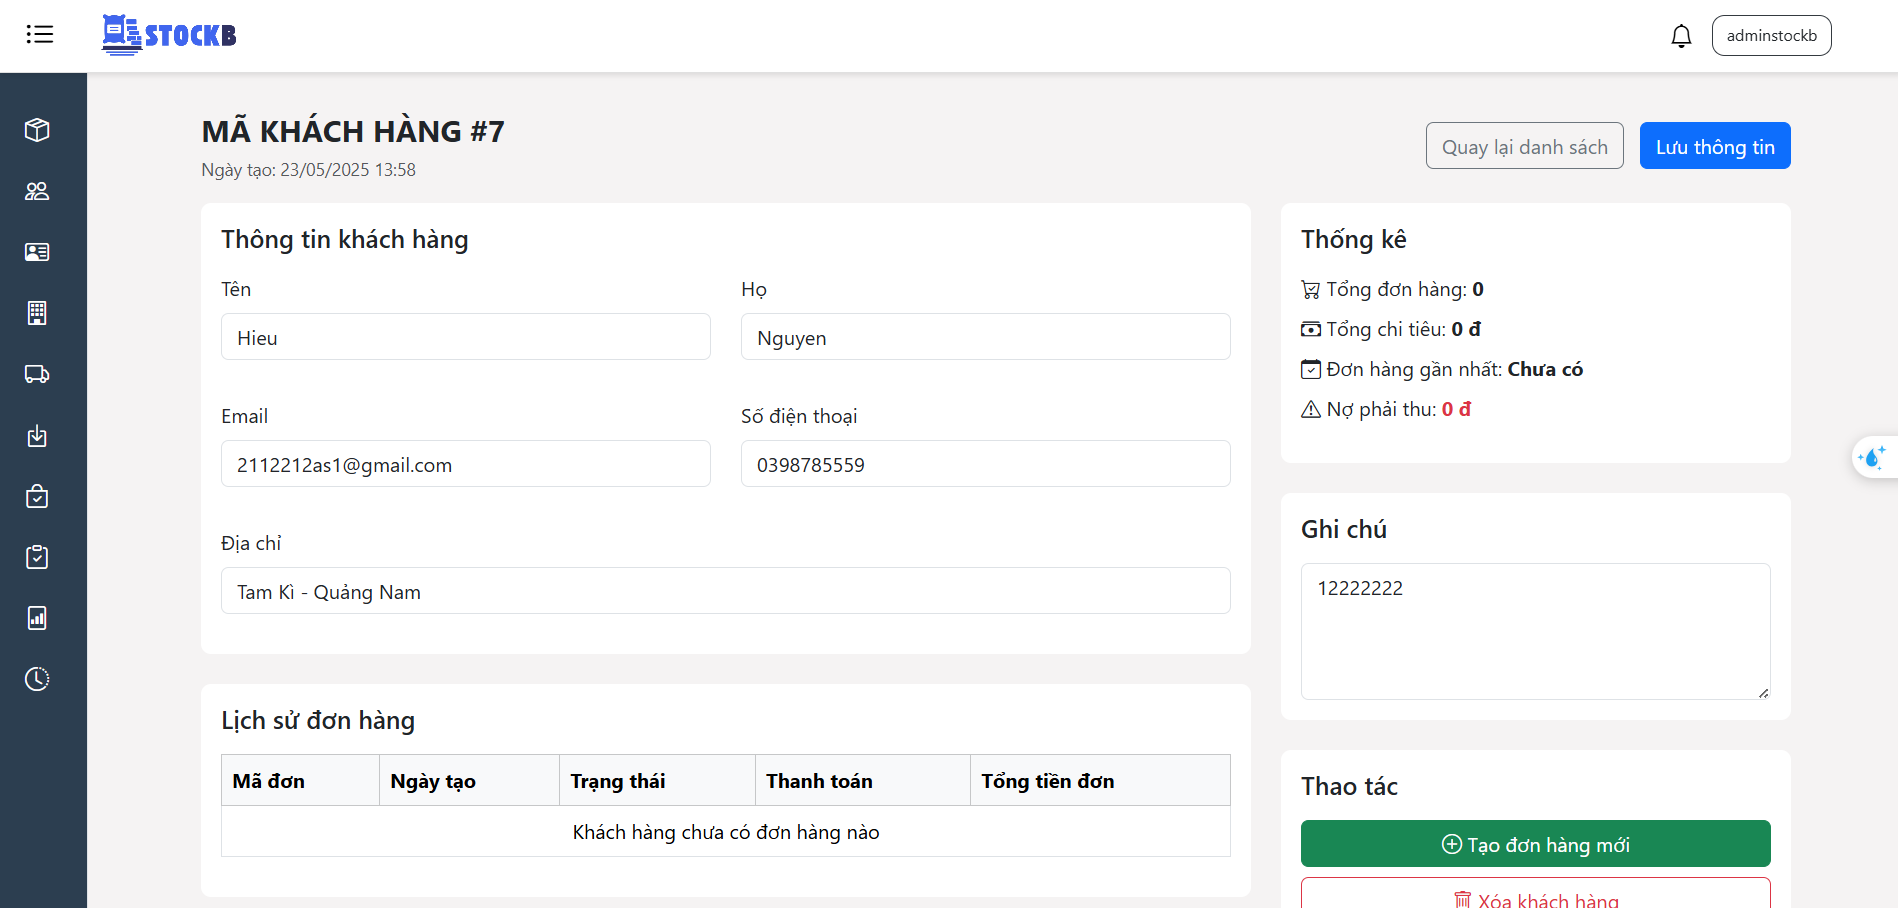 STOCKB
adminstockb
MÃ KHÁCH HÀNG #7
Ngày tạo: 23/05/2025 13:58
Quay lại danh sách
Lưu thông tin
Thông tin khách hàng
Tên
Họ
Hieu
Nguyen
Email
Số điện thoại
2112212as1@gmail.com
0398785559
Địa chỉ
Tam Kì - Quảng Nam
Lịch sử đơn hàng
Mã đơn Ngày tạo Trạng thái Thanh toán Tổng tiền đơn
Khách hàng chưa có đơn hàng nào
Thống kê
Tổng đơn hàng: 0
Tổng chi tiêu: 0 đ
Đơn hàng gần nhất: Chưa có
Nợ phải thu: 0 đ
Ghi chú
12222222
Thao tác
Tạo đơn hàng mới
Xóa khách hàng